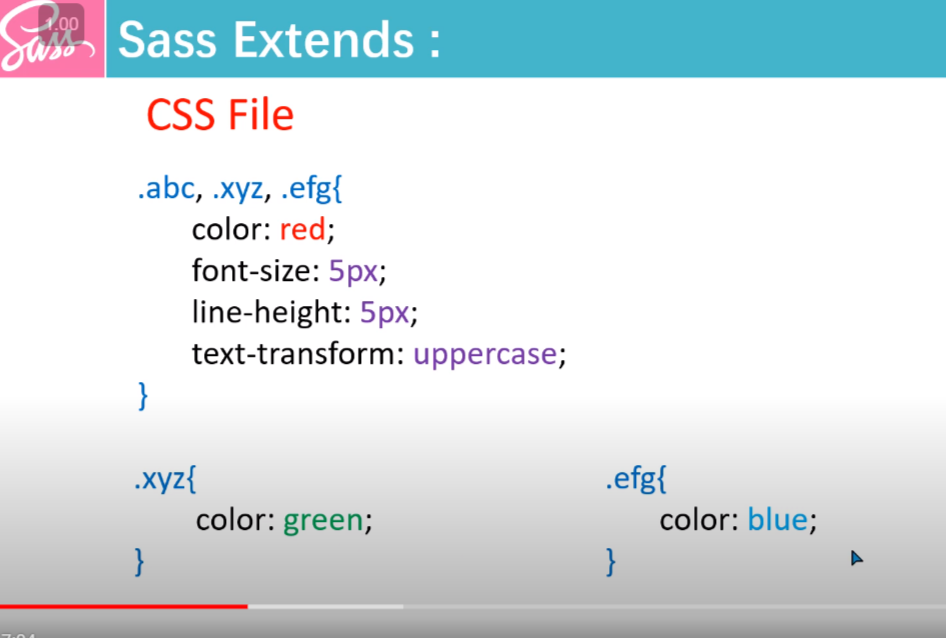 Sass
1.00
Sass Extends :
CSS File
.abc, .xyz, .efg{
color: red;
font-size: 5px;
line-height: 5px;
text-transform: uppercase;
}
.xyz{
color: green;
}
.efg{
color: blue;
}